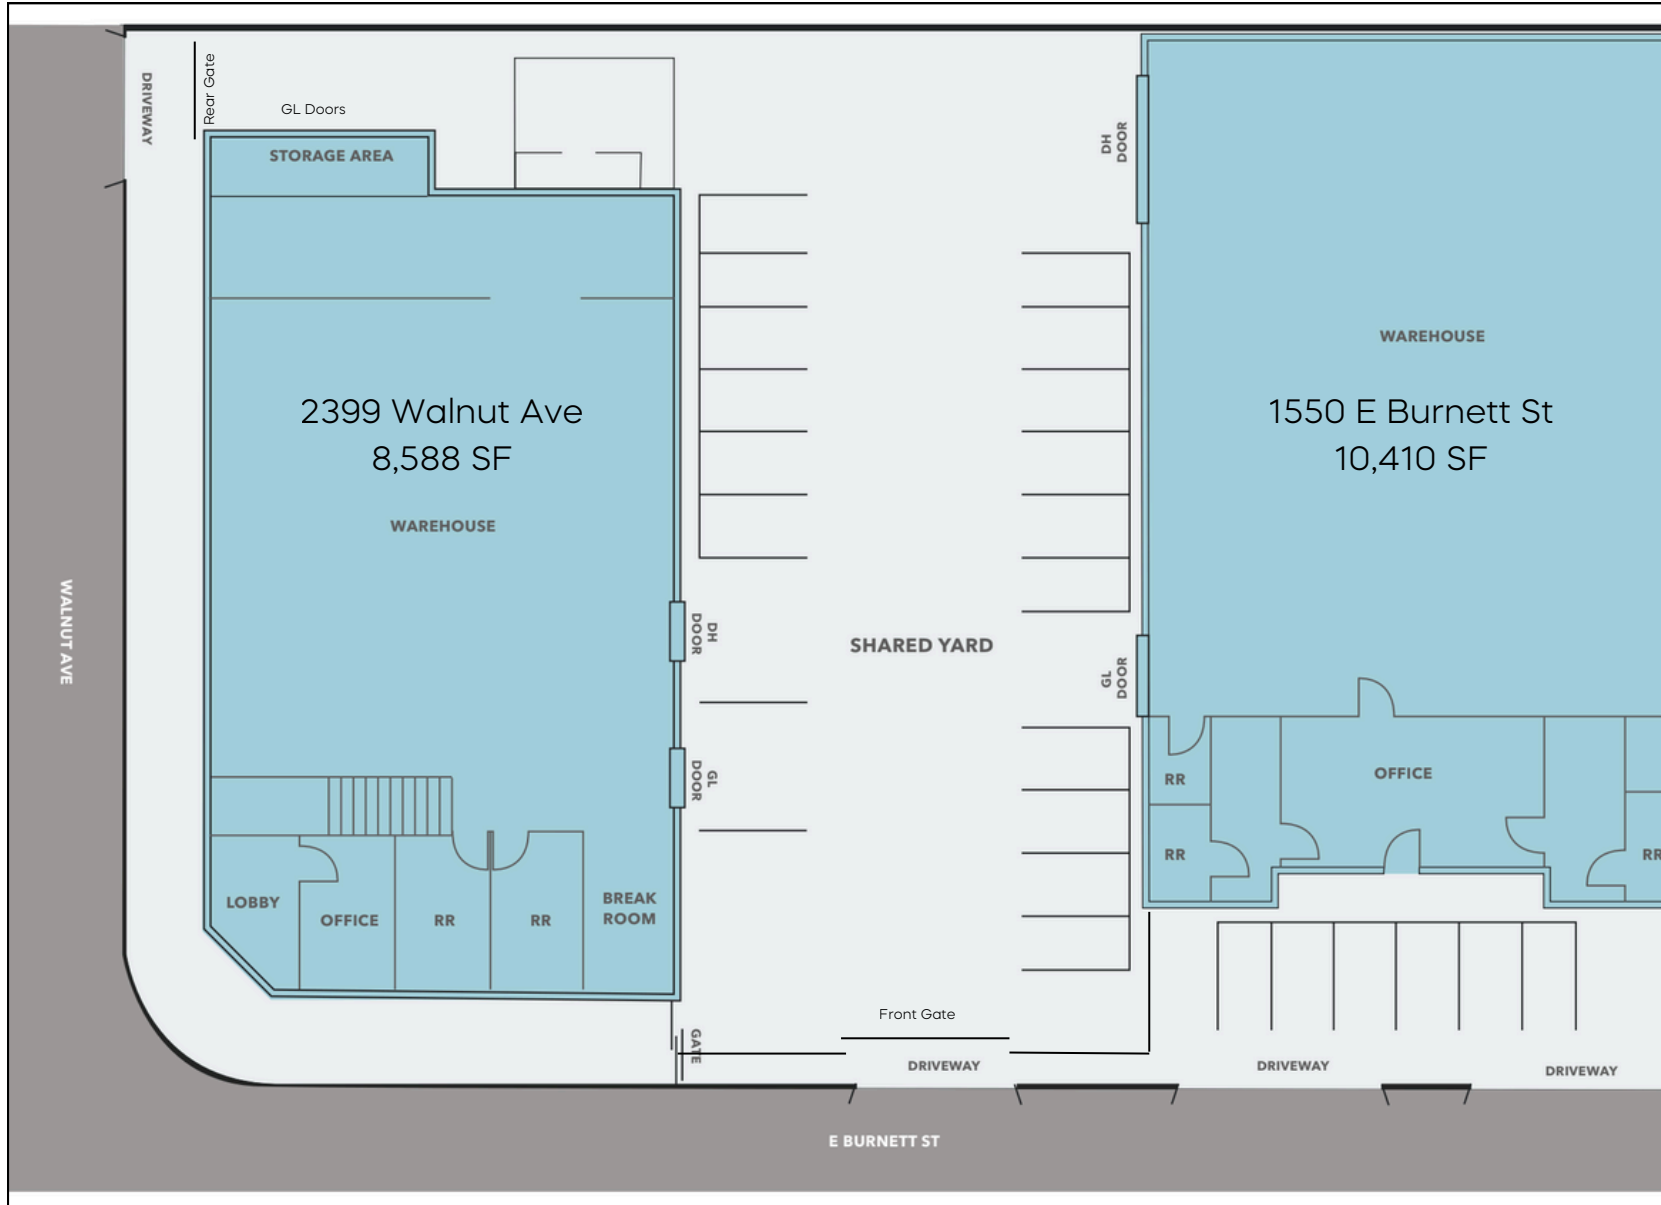 DRIVEWAY
Rear Gate
GL Doors
STORAGE AREA
2399 Walnut Ave
8,588 SF
WAREHOUSE
DH
DOOR
GL
DOOR
LOBBY
OFFICE
RR
RR
BREAK
ROOM
WALNUT AVE
SHARED YARD
DH
DOOR
GL
DOOR
WAREHOUSE
1550 E Burnett St
10,410 SF
RR
RR
OFFICE
RR
GATE
Front Gate
DRIVEWAY
DRIVEWAY
DRIVEWAY
E BURNETT ST